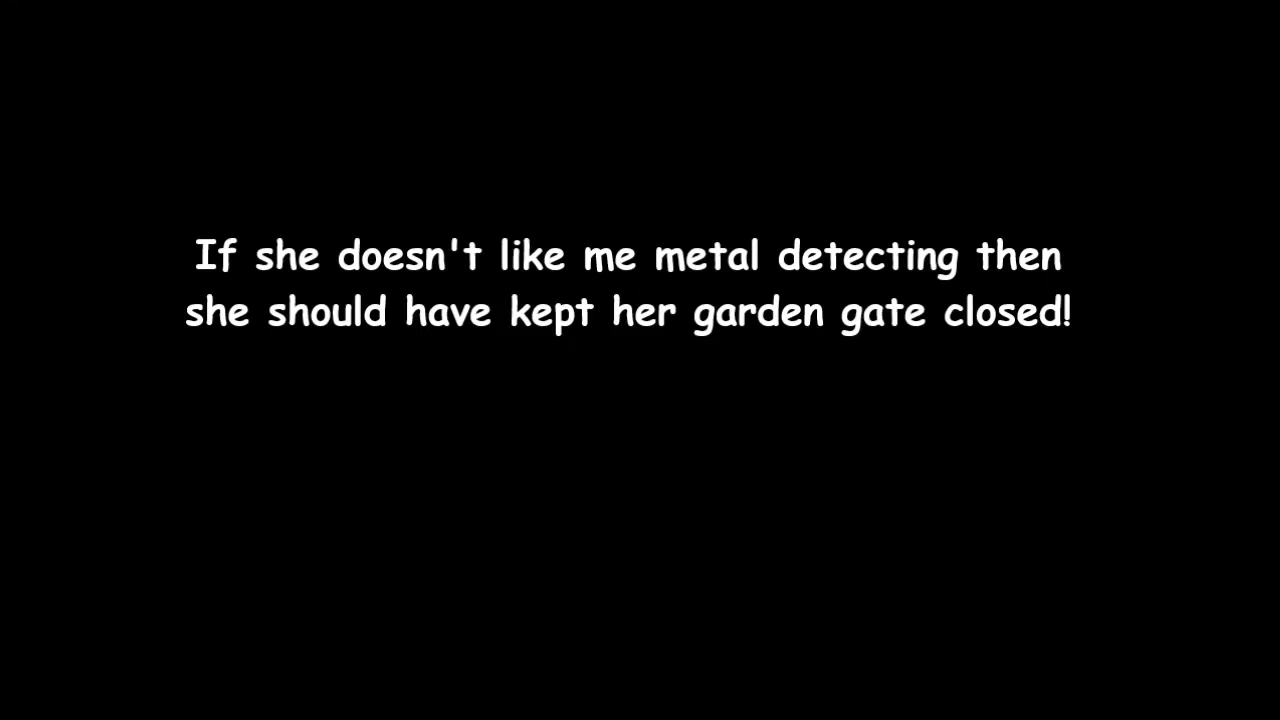 If she doesn't like me metal detecting then
she should have kept her garden gate closed!